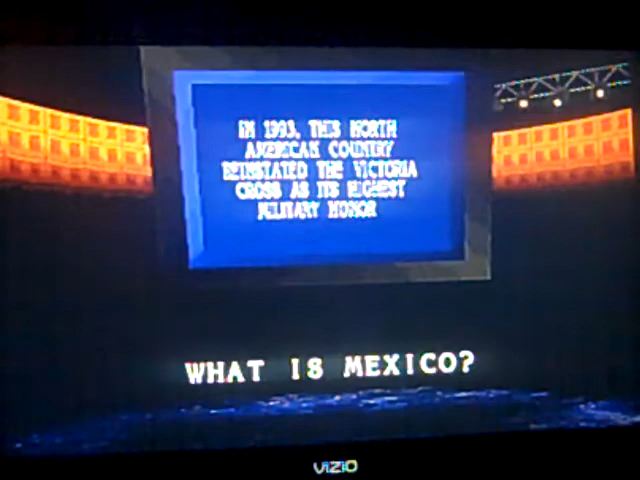 IN 1993, THIS NORTH
AMERICAN COUNTRY
REINSTATED THE VICTORIA
CROSS AS ITS HIGHEST
MILITARY HONOR
WHAT IS MEXICO?
VIZIO